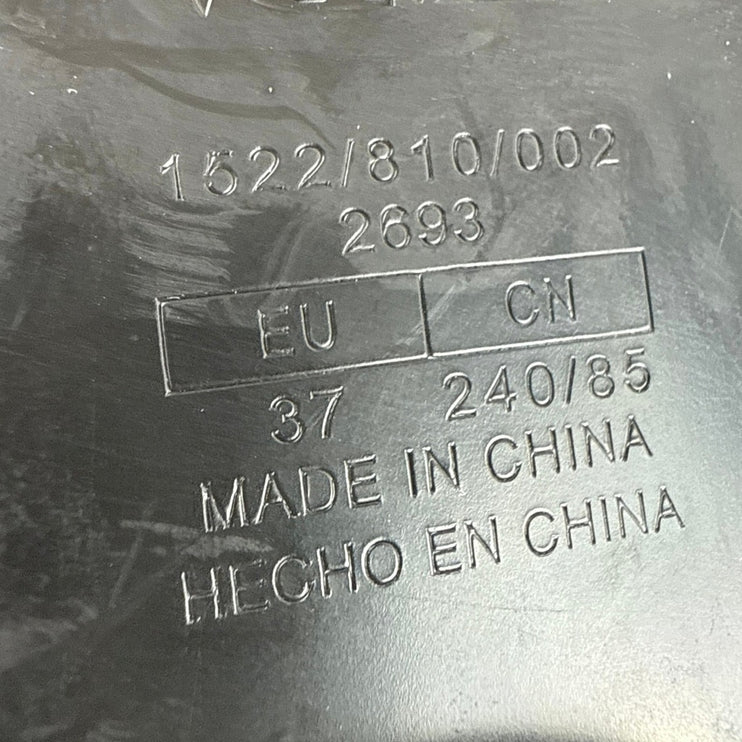 1522/810/002
2693
EU CN
37 240/85
MADE IN CHINA
HECHO EN CHINA